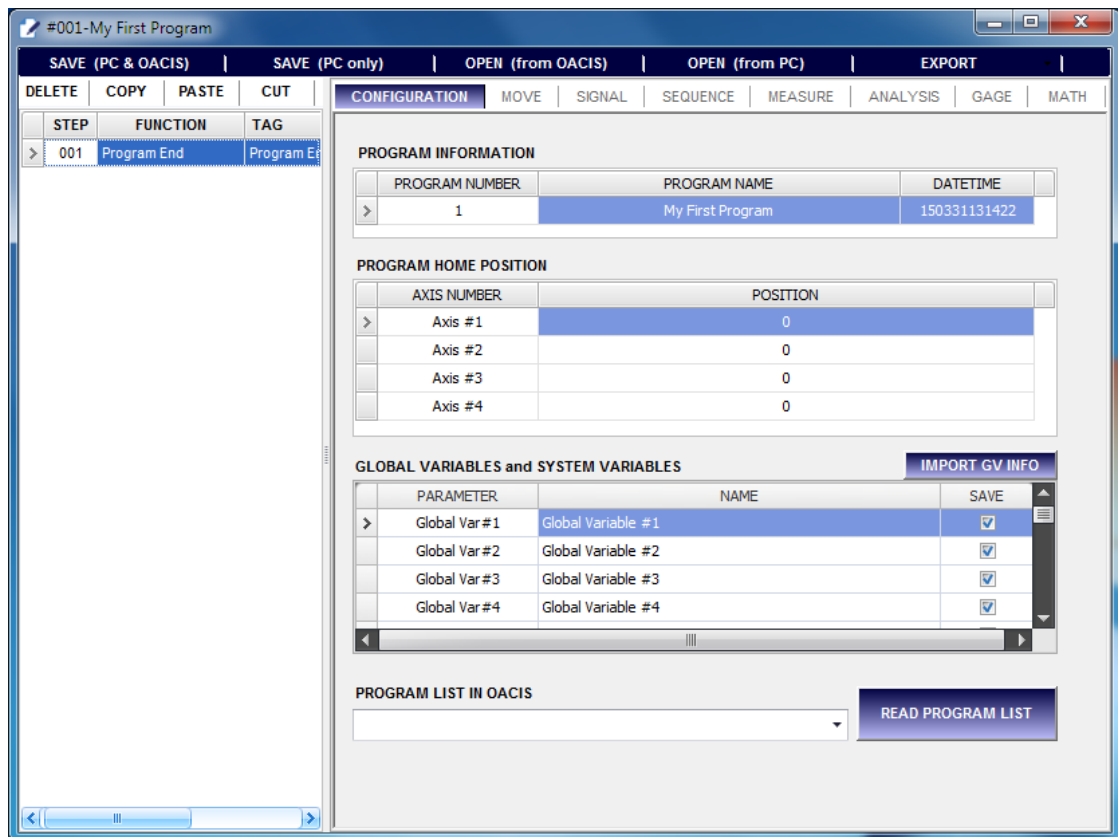 #001-My First Program
SAVE (PC & OACIS) | SAVE (PC only) | OPEN (from OACIS) | OPEN (from PC) | EXPORT |
DELETE COPY PASTE CUT
CONFIGURATION MOVE SIGNAL SEQUENCE MEASURE ANALYSIS GAGE MATH
STEP FUNCTION TAG
001 Program End Program En
PROGRAM INFORMATION
PROGRAM NUMBER PROGRAM NAME DATETIME
1 My First Program 150331131422
PROGRAM HOME POSITION
AXIS NUMBER POSITION
Axis #1 0
Axis #2 0
Axis #3 0
Axis #4 0
GLOBAL VARIABLES and SYSTEM VARIABLES IMPORT GV INFO
PARAMETER NAME SAVE
Global Var#1 Global Variable #1
Global Var#2 Global Variable #2
Global Var#3 Global Variable #3
Global Var#4 Global Variable #4
PROGRAM LIST IN OACIS
READ PROGRAM LIST